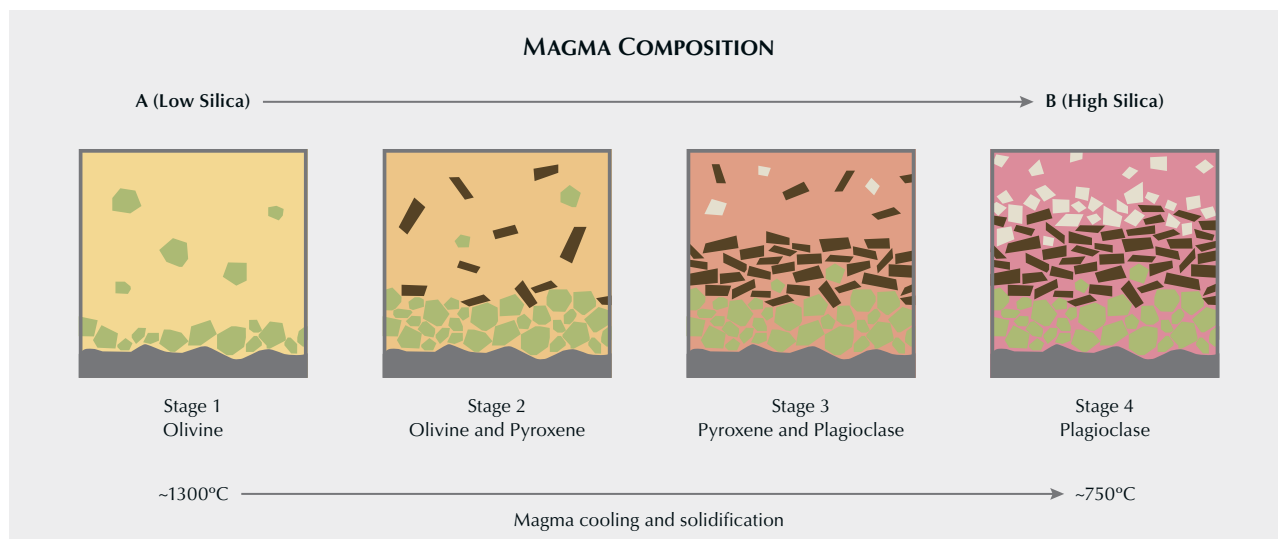 MAGMA COMPOSITION
A (Low Silica)
B (High Silica)
Stage 1
Olivine
Stage 2
Olivine and Pyroxene
Stage 3
Pyroxene and Plagioclase
Stage 4
Plagioclase
~1300ºC
~750ºC
Magma cooling and solidification